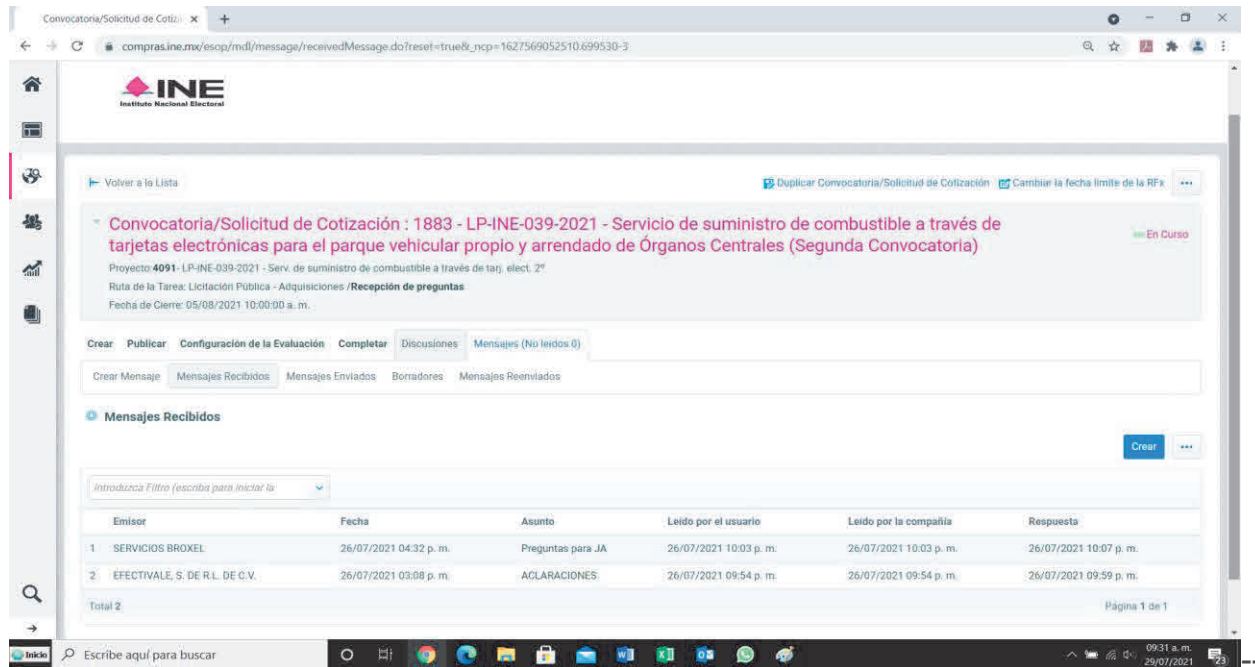 Convocatoria/Solicitud de Cotiz
compras.ine.mx/esop/mdl/message/receivedMessage.do?reset=true&_ncp=1627569052510.699530-3
INE
Instituto Nacional Electoral
Volver a la Lista
Duplicar Convocatoria/Solicitud de Cotización Cambiar la fecha límite de la RFx
Convocatoria/Solicitud de Cotización : 1883 - LP-INE-039-2021 - Servicio de suministro de combustible a través de
tarjetas electrónicas para el parque vehicular propio y arrendado de Órganos Centrales (Segunda Convocatoria)
En Curso
Proyecto:4091- LP-INE-039-2021 - Serv. de suministro de combustible a través de tarj. elect. 2ª
Ruta de la Tarea: Licitación Pública - Adquisiciones /Recepción de preguntas
Fecha de Cierre: 05/08/2021 10:00:00 a. m.
Crear Publicar Configuración de la Evaluación Completar Discusiones Mensajes (No leídos 0)
Crear Mensaje Mensajes Recibidos Mensajes Enviados Borradores Mensajes Reenviados
Mensajes Recibidos
Crear
Introduzca Filtro (escriba para iniciar la
Emisor Fecha Asunto Leído por el usuario Leído por la compañía Respuesta
1 SERVICIOS BROXEL 26/07/2021 04:32 p. m. Preguntas para JA 26/07/2021 10:03 p. m. 26/07/2021 10:03 p. m. 26/07/2021 10:07 p. m.
2 EFECTIVALE, S. DE R.L. DE C.V. 26/07/2021 03:08 p. m. ACLARACIONES 26/07/2021 09:54 p. m. 26/07/2021 09:54 p. m. 26/07/2021 09:59 p. m.
Total 2
Página 1 de 1
Inicio Escribe aquí para buscar
09:31 a. m.
29/07/2021
23